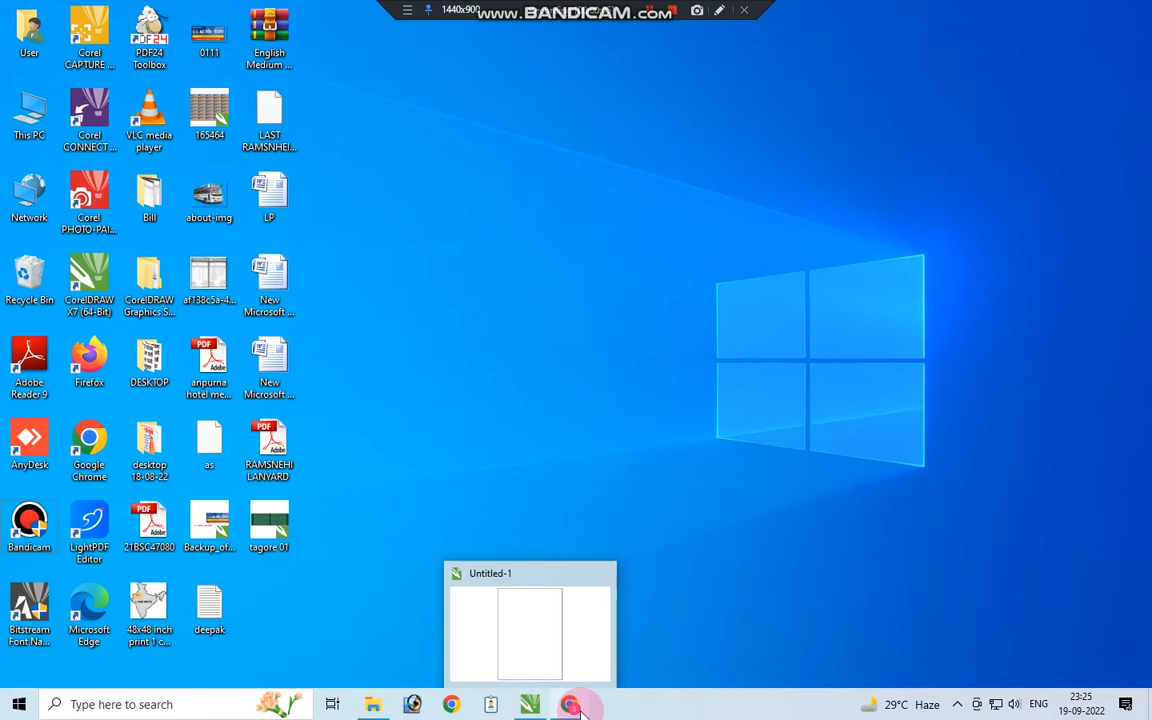 1440x900
www.BANDICAM.com
User
Corel
CAPTURE ...
PDF24
Toolbox
0111
English
Medium ...
This PC
Corel
CONNECT ...
VLC media
player
165464
LAST
RAMSNHEI...
Network
Corel
PHOTO-PAI...
Bill
about-img
LP
Recycle Bin
CorelDRAW
X7 (64-Bit)
CorelDRAW
Graphics S...
af138c5a-4...
New
Microsoft ...
Adobe
Reader 9
Firefox
DESKTOP
PDF
anpurna
hotel me...
New
Microsoft ...
AnyDesk
Google
Chrome
desktop
18-08-22
as
PDF
RAMSNEHI
LANYARD
Bandicam
LightPDF
Editor
PDF
21BSC47080
Backup_of...
tagore 01
Bitstream
Font Na...
Microsoft
Edge
48x48 inch
print 1 c...
deepak
Untitled-1
Type here to search
29°C Haze
ENG
23:25
19-09-2022